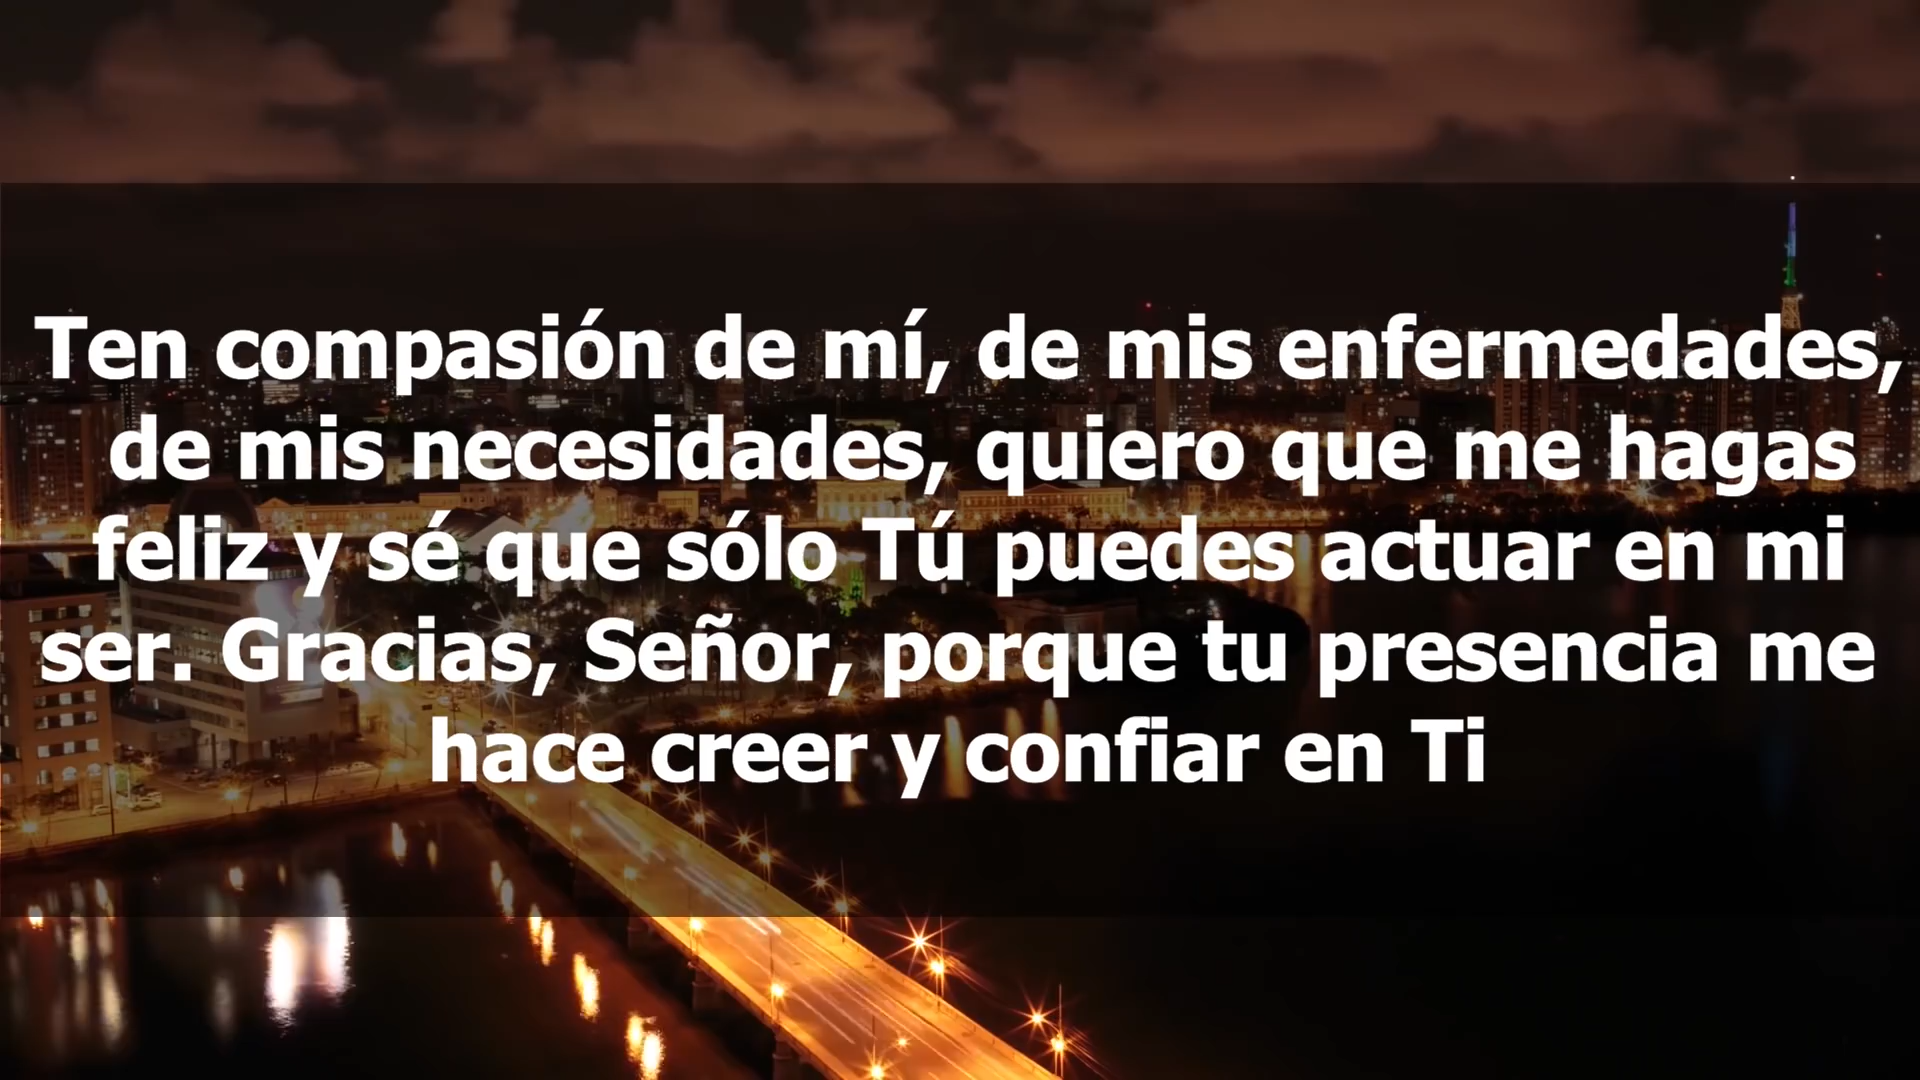 Ten compasión de mí, de mis enfermedades,
de mis necesidades, quiero que me hagas
feliz y sé que sólo Tú puedes actuar en mi
ser. Gracias, Señor, porque tu presencia me
hace creer y confiar en Ti